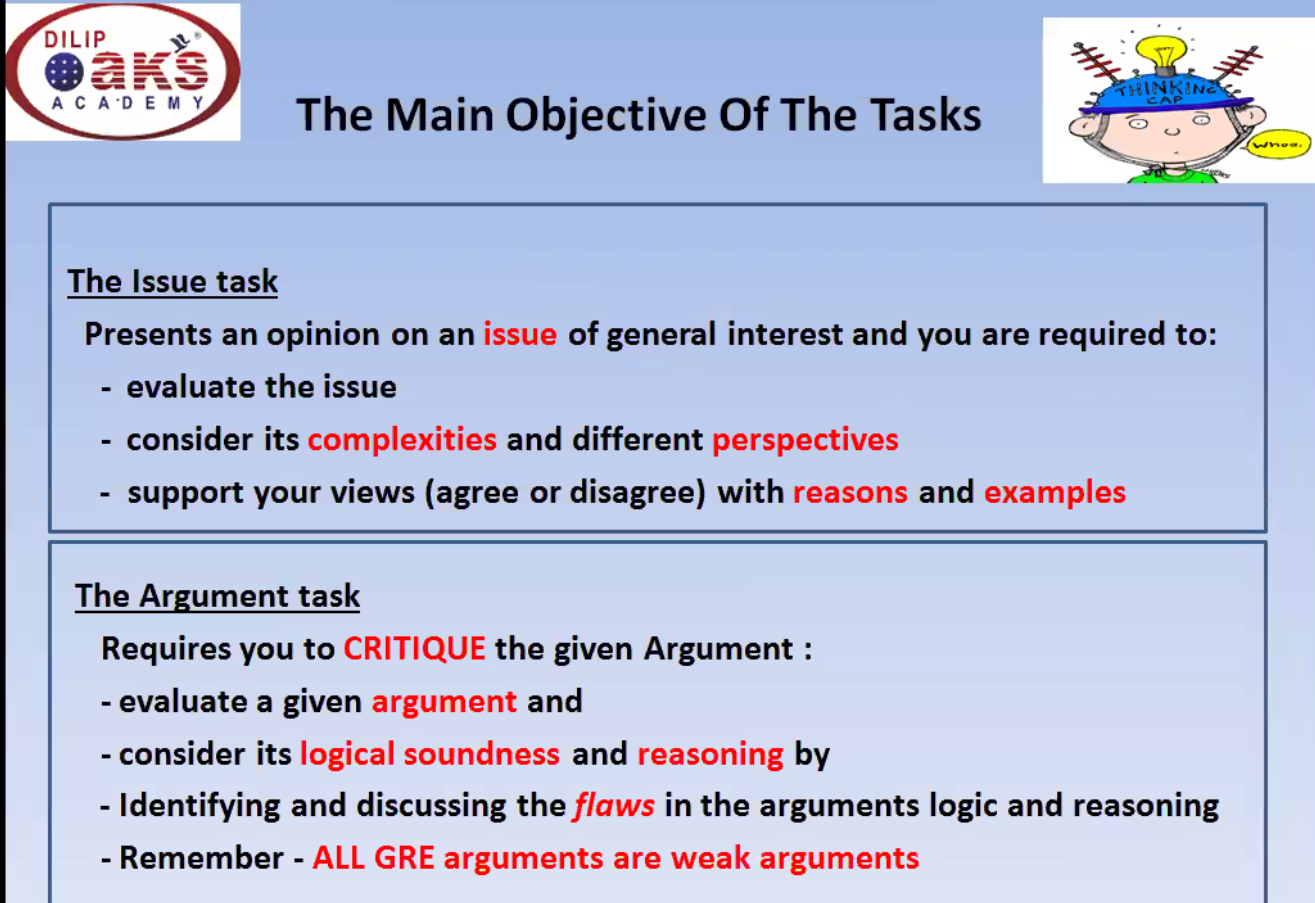 DILIP
Oak's
ACADEMY
The Main Objective Of The Tasks
THINKING
CAP
Whoa.
The Issue task
Presents an opinion on an issue of general interest and you are required to:
- evaluate the issue
- consider its complexities and different perspectives
- support your views (agree or disagree) with reasons and examples
The Argument task
Requires you to CRITIQUE the given Argument :
- evaluate a given argument and
- consider its logical soundness and reasoning by
- Identifying and discussing the flaws in the arguments logic and reasoning
- Remember - ALL GRE arguments are weak arguments